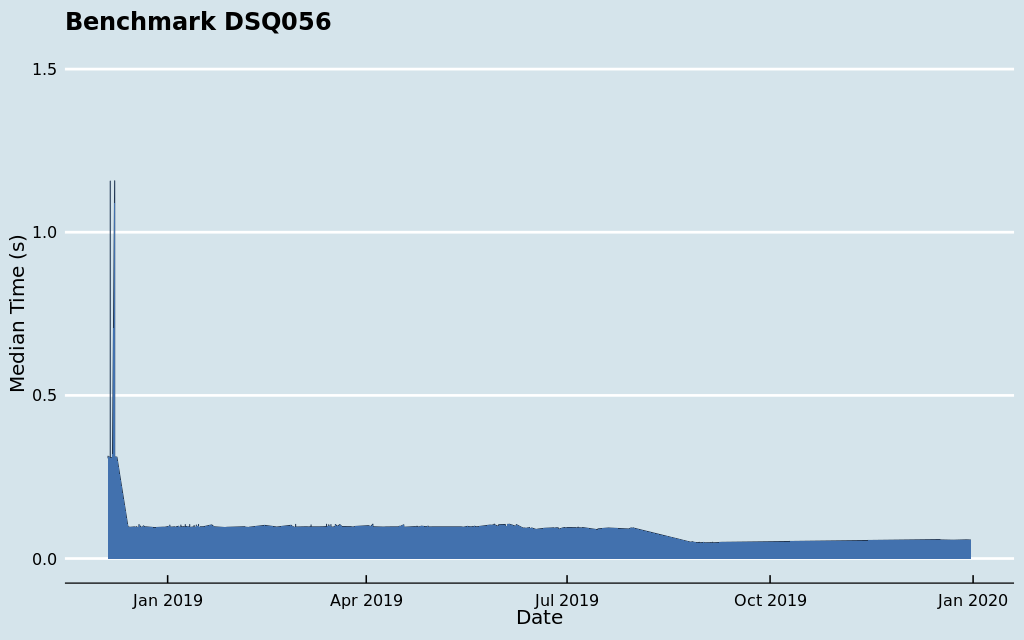 Benchmark DSQ056
Median Time (s)
1.5
1.0
0.5
0.0
Jan 2019
Apr 2019
Jul 2019
Oct 2019
Jan 2020
Date